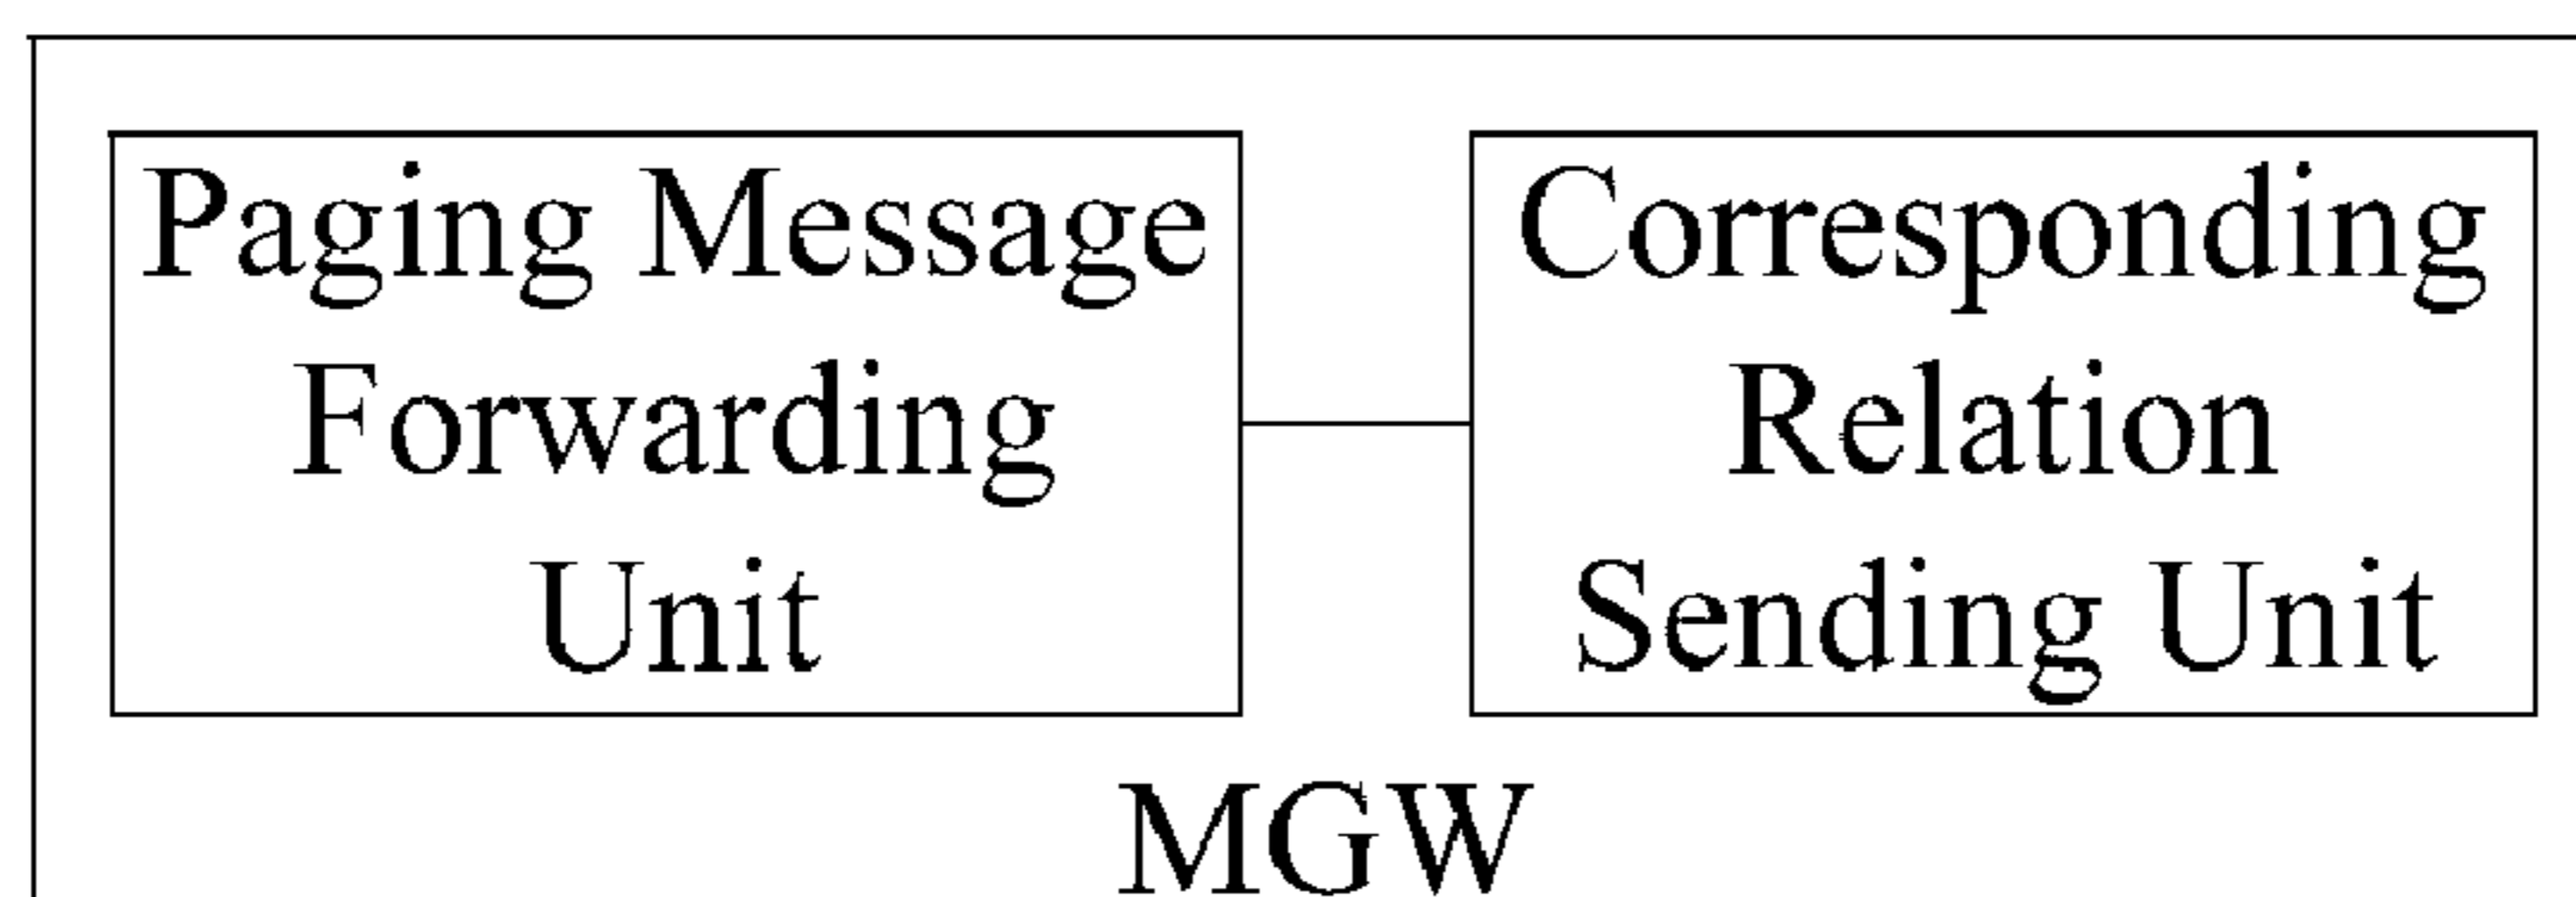 Paging Message
Forwarding
Unit
Corresponding
Relation
Sending Unit
MGW